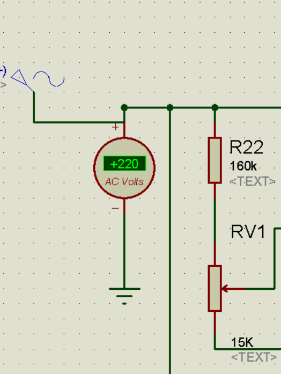 +
+220
AC Volts
−
R22
160k
<TEXT>
RV1
15K
<TEXT>